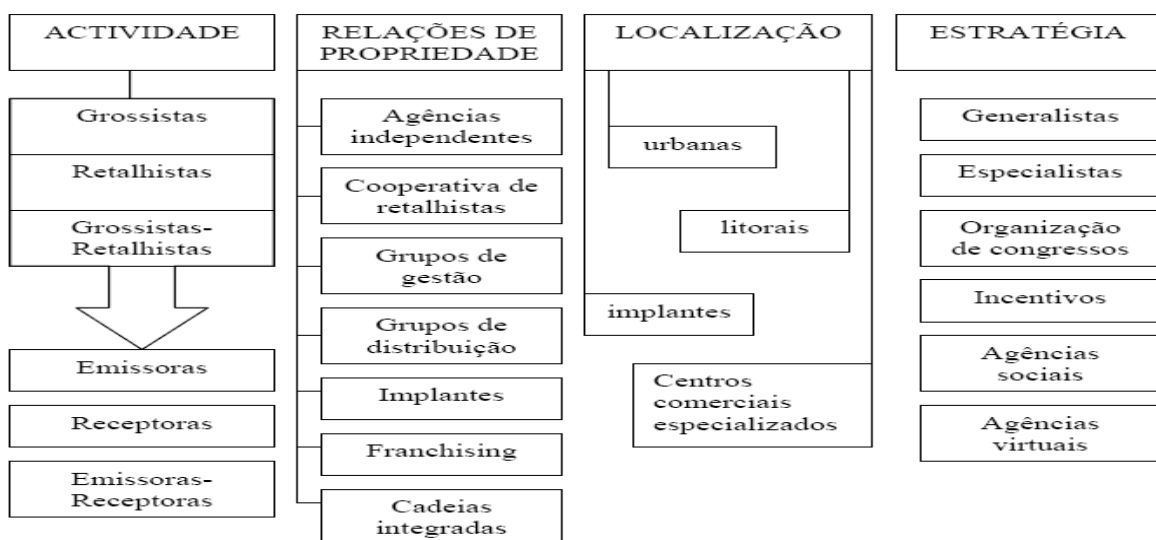 ACTIVIDADE
Grossistas
Retalhistas
Grossistas-
Retalhistas
Emissoras
Receptoras
Emissoras-
Receptoras
RELAÇÕES DE
PROPRIEDADE
Agências
independentes
Cooperativa de
retalhistas
Grupos de
gestão
Grupos de
distribuição
Implantes
Franchising
Cadeias
integradas
LOCALIZAÇÃO
urbanas
litorais
implantes
Centros
comerciais
especializados
ESTRATÉGIA
Generalistas
Especialistas
Organização
de congressos
Incentivos
Agências
sociais
Agências
virtuais